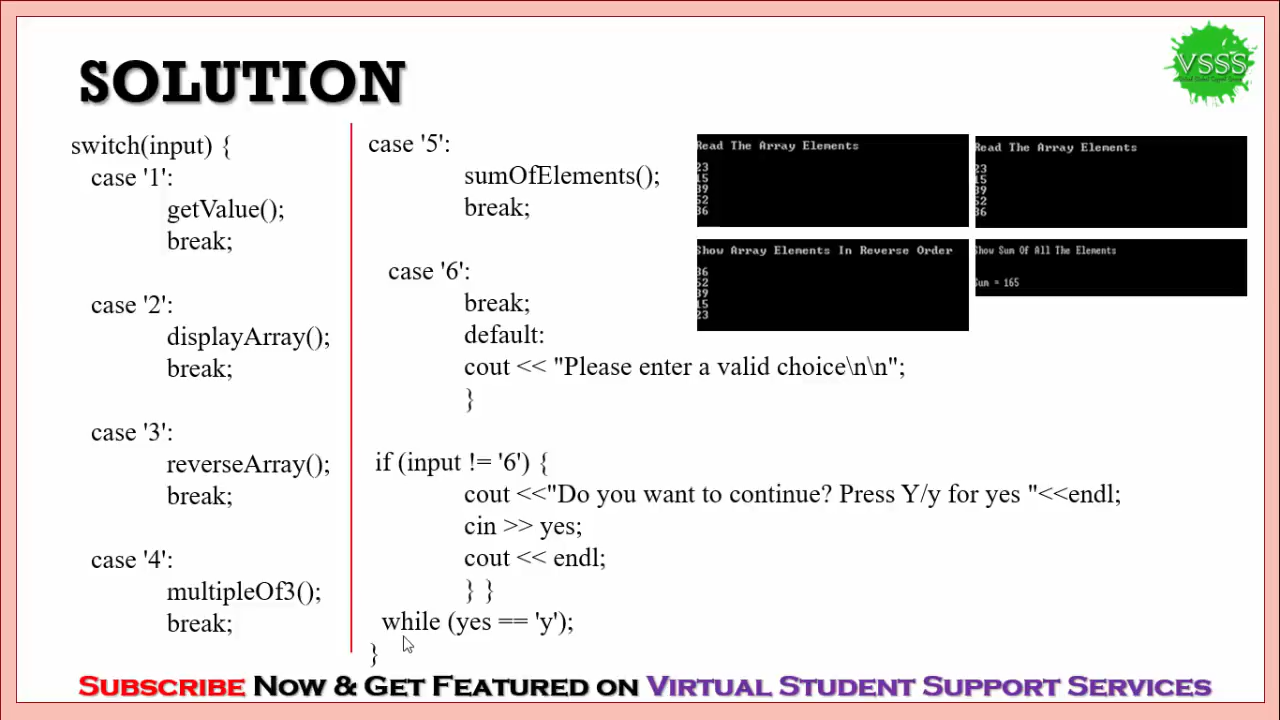 SOLUTION
VSSS
switch(input) {
case '1':
getValue();
break;
case '2':
displayArray();
break;
case '3':
reverseArray();
break;
case '4':
multipleOf3();
break;
case '5':
sumOfElements();
break;
case '6':
break;
default:
cout << "Please enter a valid choice\n\n";
}
if (input != '6') {
cout <<"Do you want to continue? Press Y/y for yes "<<endl;
cin >> yes;
cout << endl;
} }
while (yes == 'y');
}
Read The Array Elements
23
15
39
52
36
Read The Array Elements
23
15
39
52
36
Show Array Elements In Reverse Order
36
52
39
15
23
Show Sum Of All The Elements
Sum = 165
SUBSCRIBE NOW & GET FEATURED ON VIRTUAL STUDENT SUPPORT SERVICES